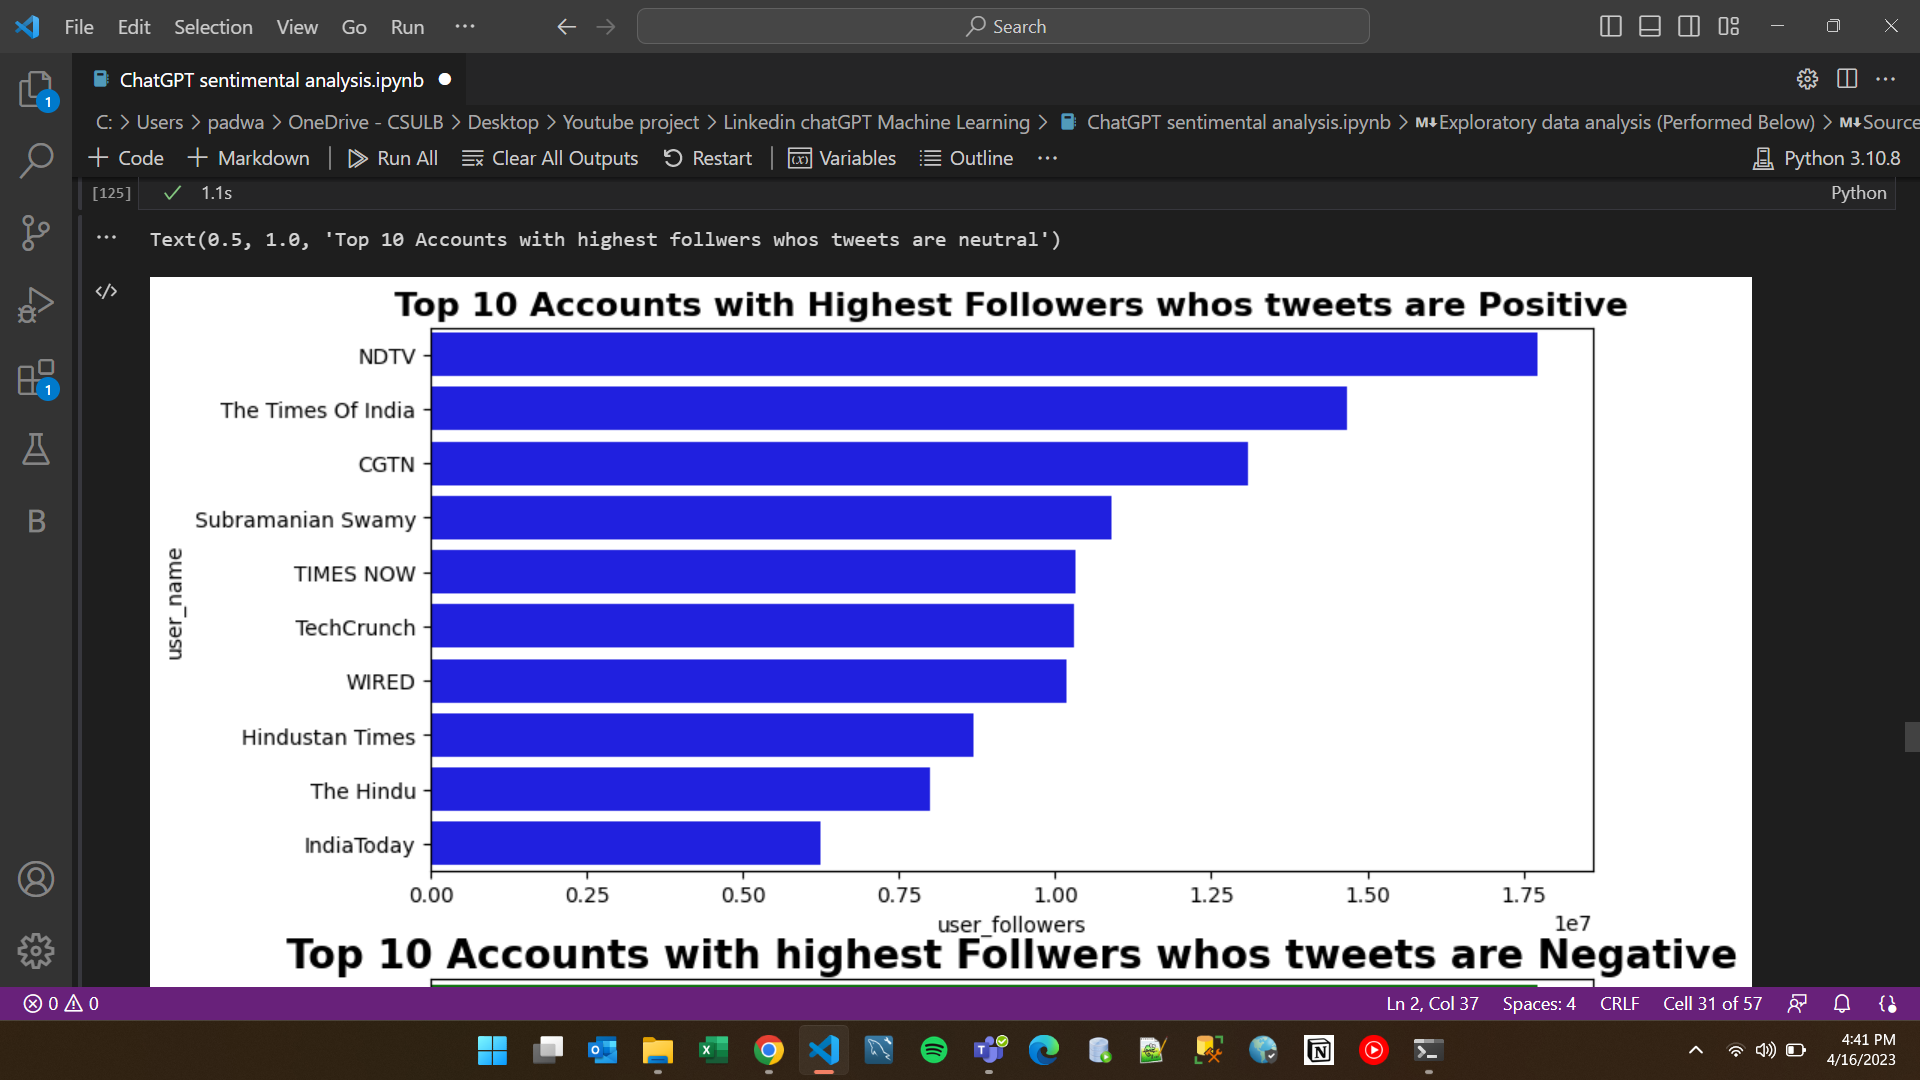 File Edit Selection View Go Run ··· Search
ChatGPT sentimental analysis.ipynb
C: > Users > padwa > OneDrive - CSULB > Desktop > Youtube project > Linkedin chatGPT Machine Learning > ChatGPT sentimental analysis.ipynb > M↓Exploratory data analysis (Performed Below) > M↓Source
+ Code + Markdown Run All Clear All Outputs Restart Variables Outline ··· Python 3.10.8
[125] 1.1s Python
Text(0.5, 1.0, 'Top 10 Accounts with highest follwers whos tweets are neutral')
Top 10 Accounts with Highest Followers whos tweets are Positive
NDTV
The Times Of India
CGTN
Subramanian Swamy
TIMES NOW
TechCrunch
WIRED
Hindustan Times
The Hindu
IndiaToday
user_name
0.00 0.25 0.50 0.75 1.00 1.25 1.50 1.75
user_followers 1e7
Top 10 Accounts with highest Follwers whos tweets are Negative
1
1
B
0 0 Ln 2, Col 37 Spaces: 4 CRLF Cell 31 of 57
4:41 PM
4/16/2023